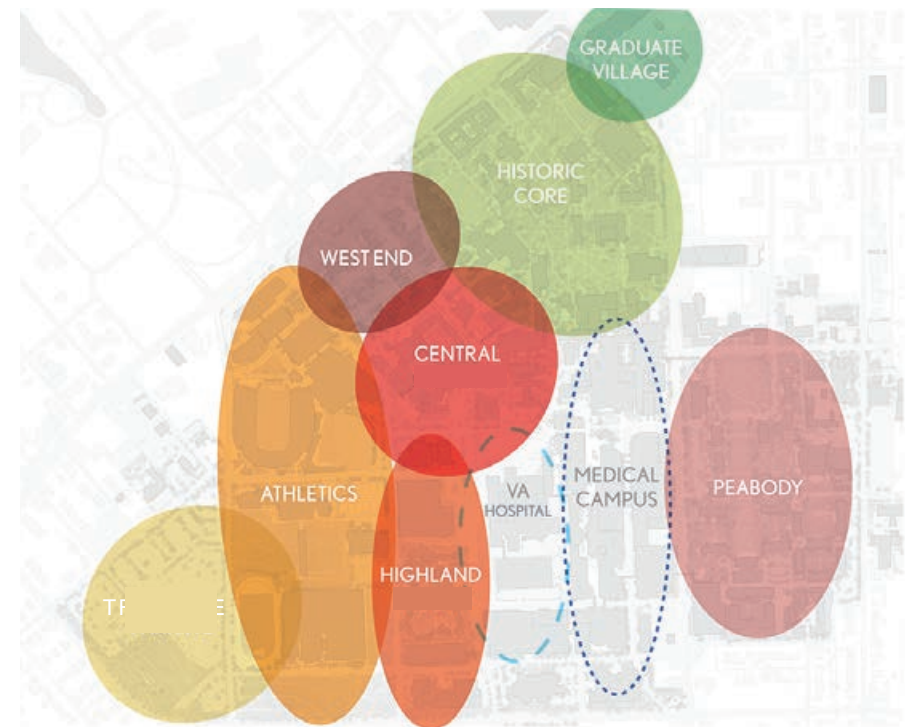 GRADUATE
VILLAGE
HISTORIC
CORE
WEST END
CENTRAL
ATHLETICS
VA
HOSPITAL
MEDICAL
CAMPUS
PEABODY
HIGHLAND